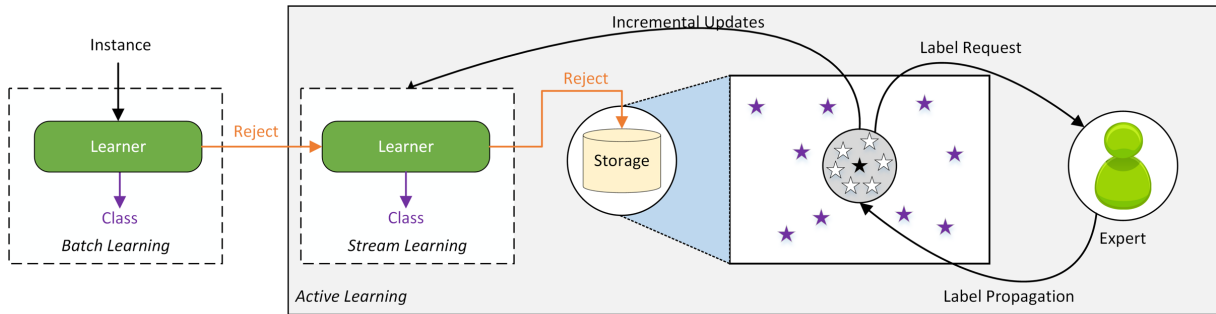 Instance
Learner
Class
Batch Learning
Reject
Learner
Class
Stream Learning
Reject
Storage
Incremental Updates
Label Request
Expert
Label Propagation
Active Learning